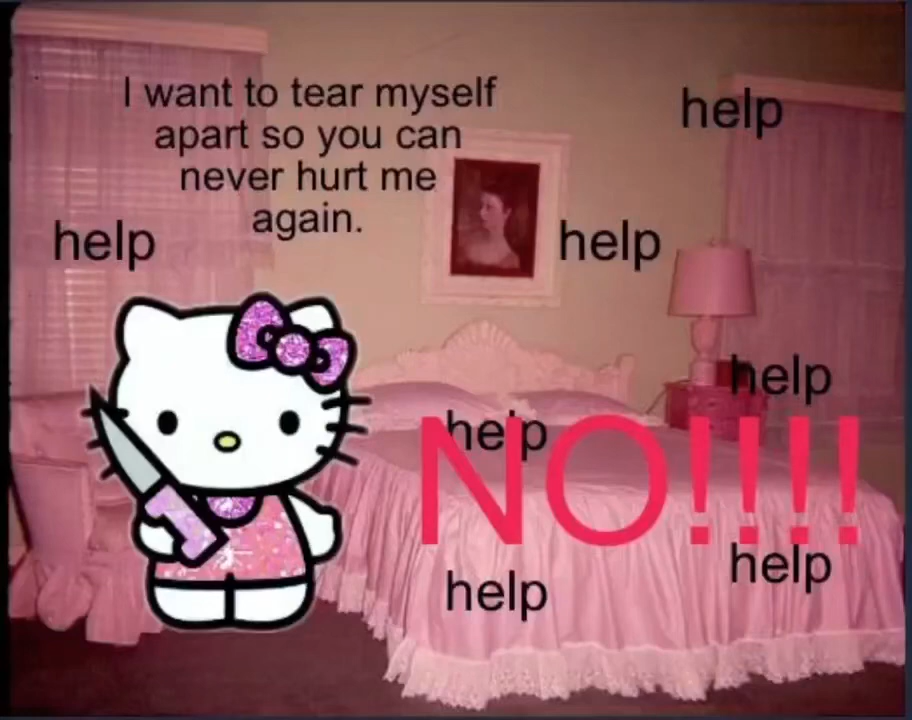 I want to tear myself
apart so you can
never hurt me
again.
help
help
help
help
help
NO!!!!
help
help